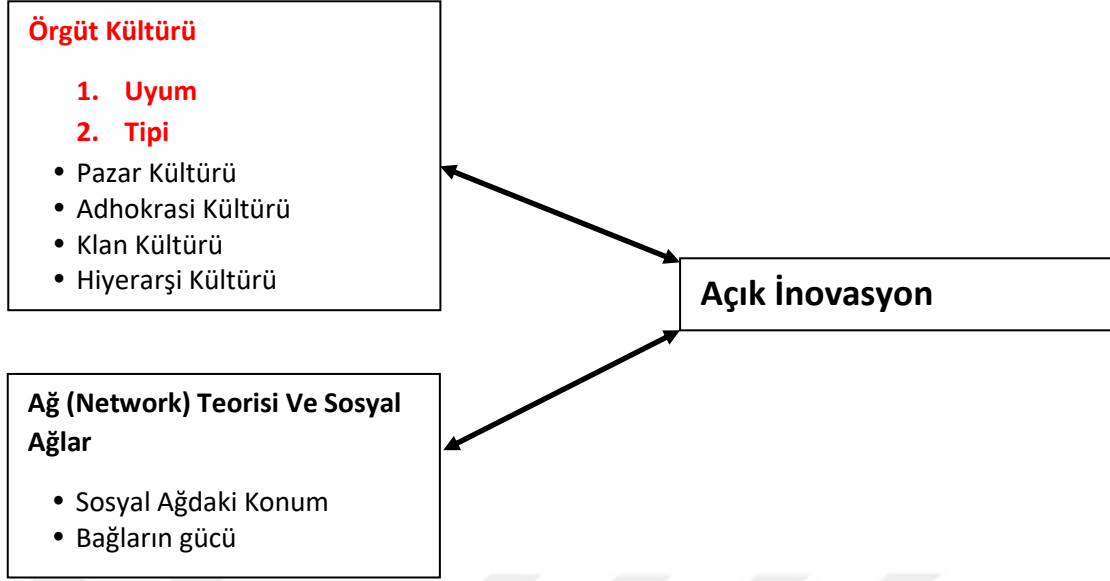 Örgüt Kültürü
1. Uyum
2. Tipi
• Pazar Kültürü
• Adhokrasi Kültürü
• Klan Kültürü
• Hiyerarşi Kültürü
Açık İnovasyon
Ağ (Network) Teorisi Ve Sosyal
Ağlar
• Sosyal Ağdaki Konum
• Bağların gücü